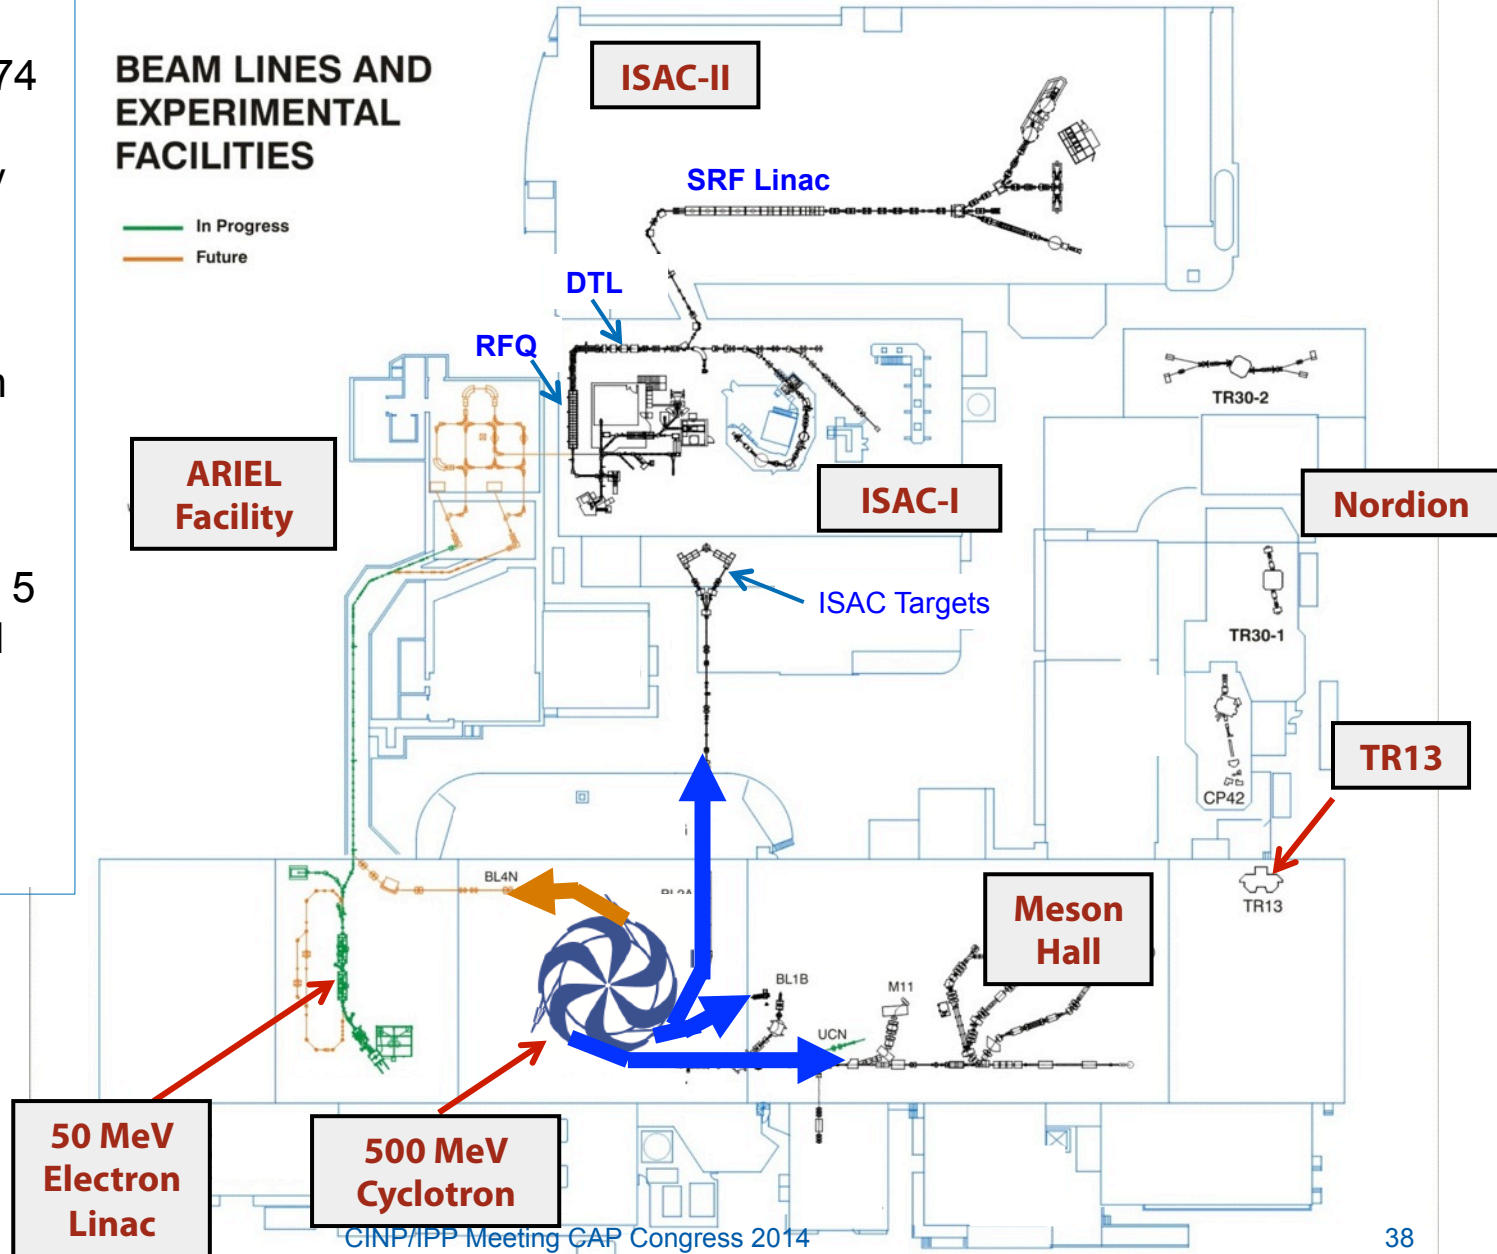 74
y
n
5
BEAM LINES AND
EXPERIMENTAL
FACILITIES
In Progress
Future
ISAC-II
SRF Linac
DTL
RFQ
TR30-2
ARIEL
Facility
ISAC-I
Nordion
ISAC Targets
TR30-1
TR13
CP42
BL4N
Meson
Hall
TR13
BL1B
M11
UCN
50 MeV
Electron
Linac
500 MeV
Cyclotron
CINP/IPP Meeting CAP Congress 2014
38